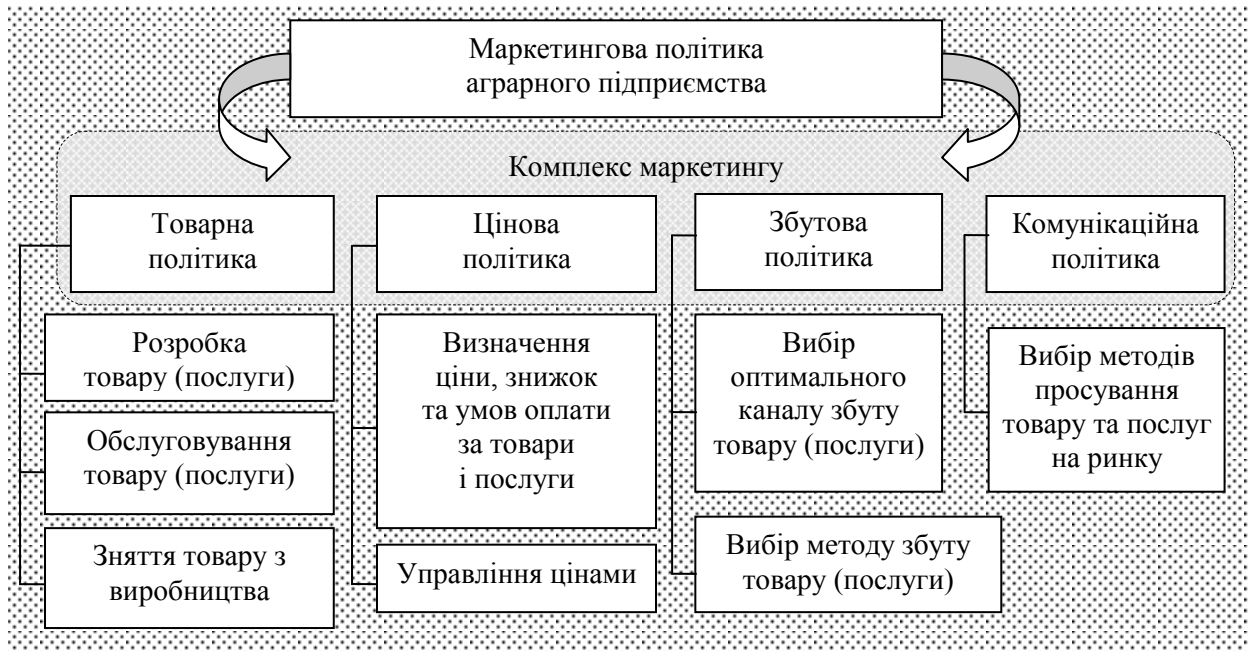 Маркетингова політика
аграрного підприємства
Комплекс маркетингу
Товарна
політика
Цінова
політика
Збутова
політика
Комунікаційна
політика
Розробка
товару (послуги)
Обслуговування
товару (послуги)
Зняття товару з
виробництва
Визначення
ціни, знижок
та умов оплати
за товари
і послуги
Управління цінами
Вибір
оптимального
каналу збуту
товару (послуги)
Вибір методу збуту
товару (послуги)
Вибір методів
просування
товару та послуг
на ринку